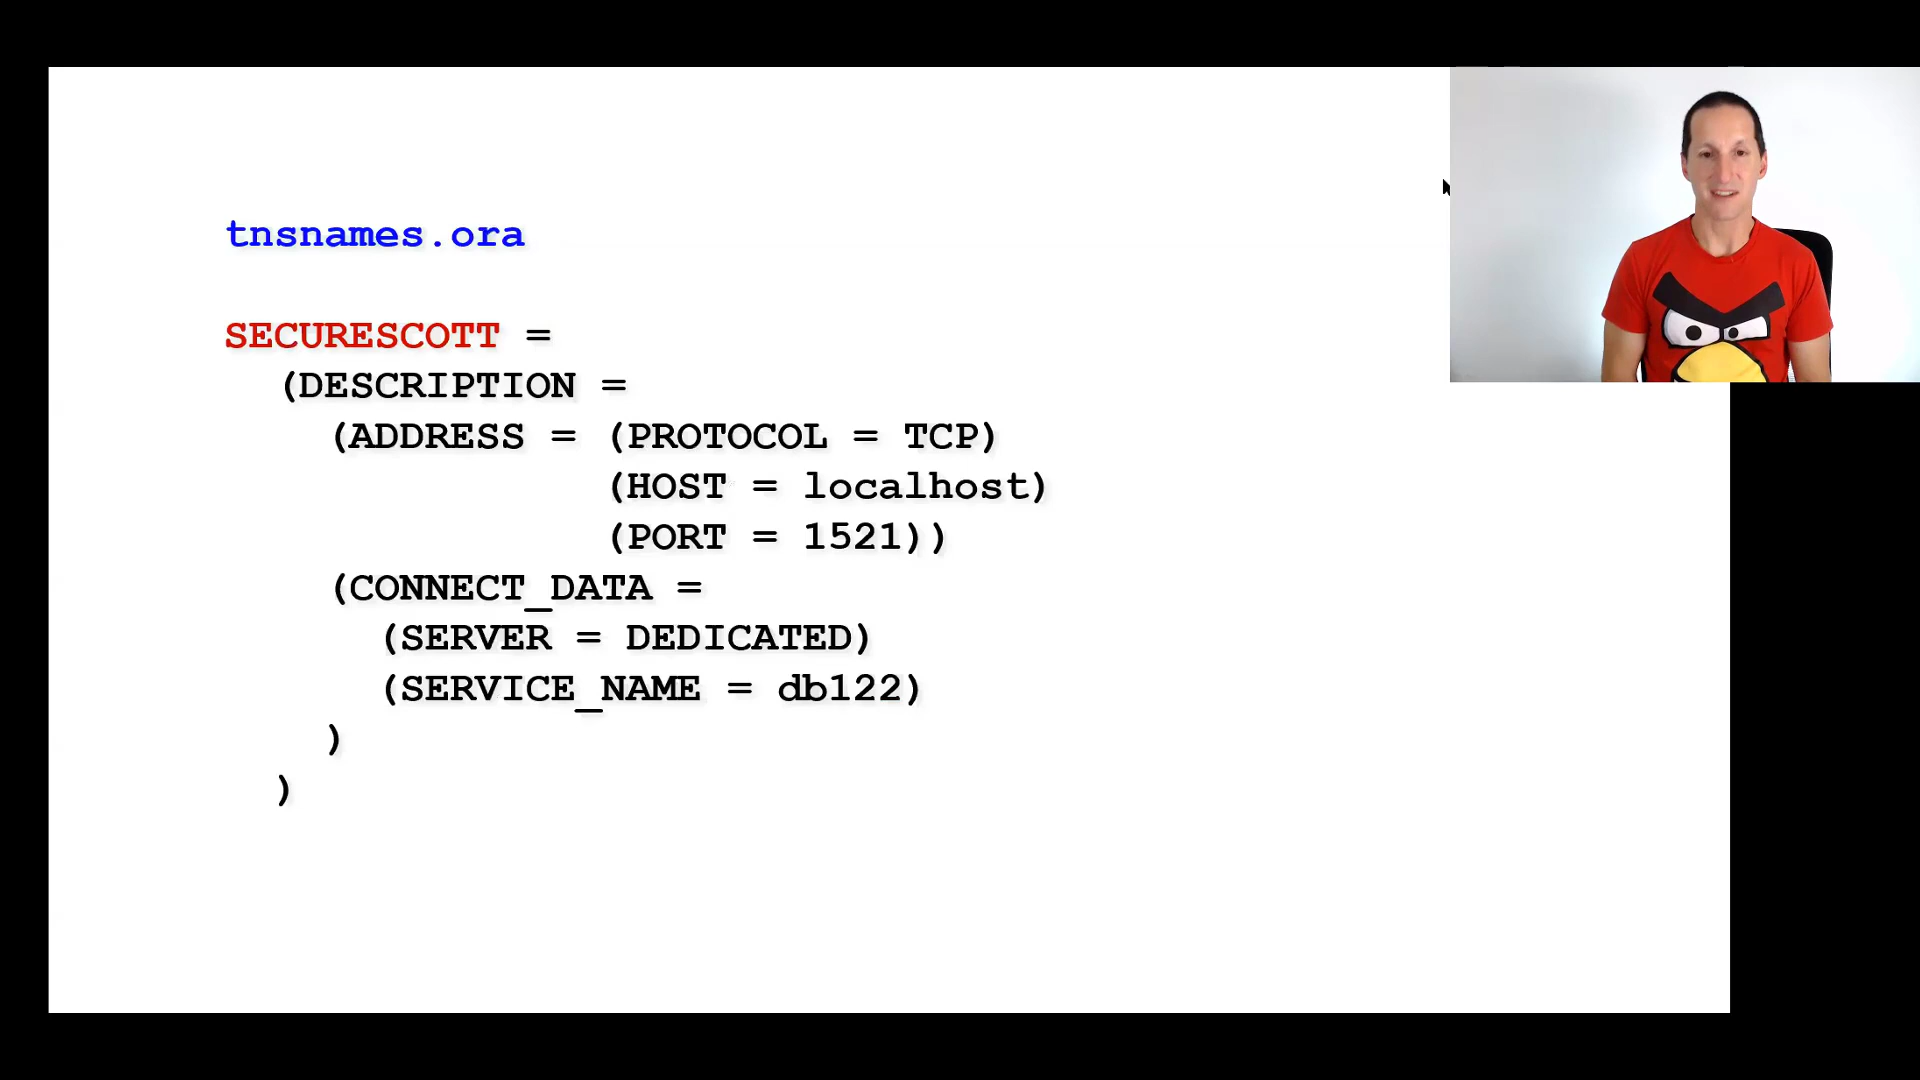 tnsnames.ora
SECURESCOTT =
(DESCRIPTION =
(ADDRESS = (PROTOCOL = TCP)
(HOST = localhost)
(PORT = 1521))
(CONNECT_DATA =
(SERVER = DEDICATED)
(SERVICE_NAME = db122)
)
)